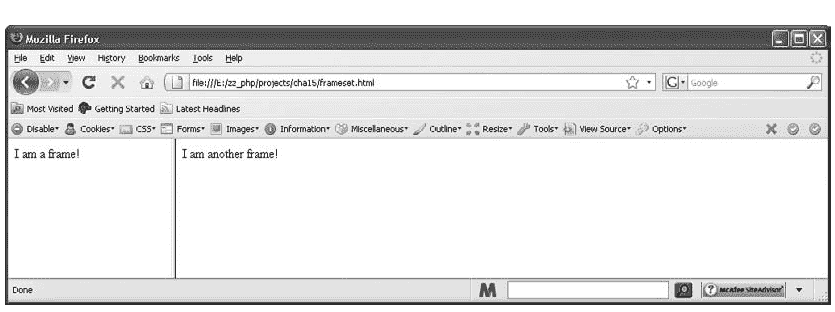 Mozilla Firefox
File Edit View History Bookmarks Tools Help
file:///E:/zz_php/projects/cha15/frameset.html
G Google
Most Visited Getting Started Latest Headlines
Disable Cookies CSS Forms Images Information Miscellaneous Outline Resize Tools View Source Options
I am a frame! I am another frame!
Done M McAfee SiteAdvisor